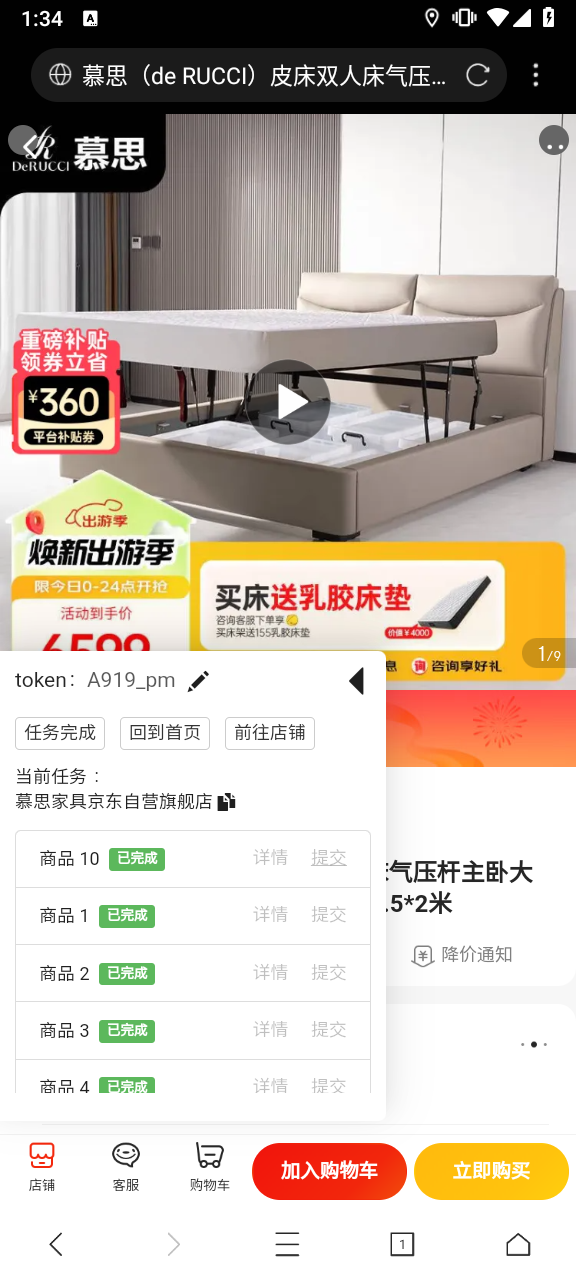 1:34
A
慕思（de RUCCI）皮床双人床气压…
DeRUCCI 慕思
重磅补贴
领券立省
¥360
平台补贴券
出游季
焕新出游季
限今日0-24点开抢
活动到手价
6599
买床送乳胶床垫
咨询客服下单享
买床架送155乳胶床垫
价值¥4000
息 询 咨询享好礼
1/9
token: A919_pm
任务完成 回到首页 前往店铺
当前任务：
慕思家具京东自营旗舰店
商品 10 已完成 详情 提交
商品 1 已完成 详情 提交
商品 2 已完成 详情 提交
商品 3 已完成 详情 提交
商品 4 已完成 详情 提交
气压杆主卧大
.5*2米
降价通知
店铺 客服 购物车 加入购物车 立即购买
1